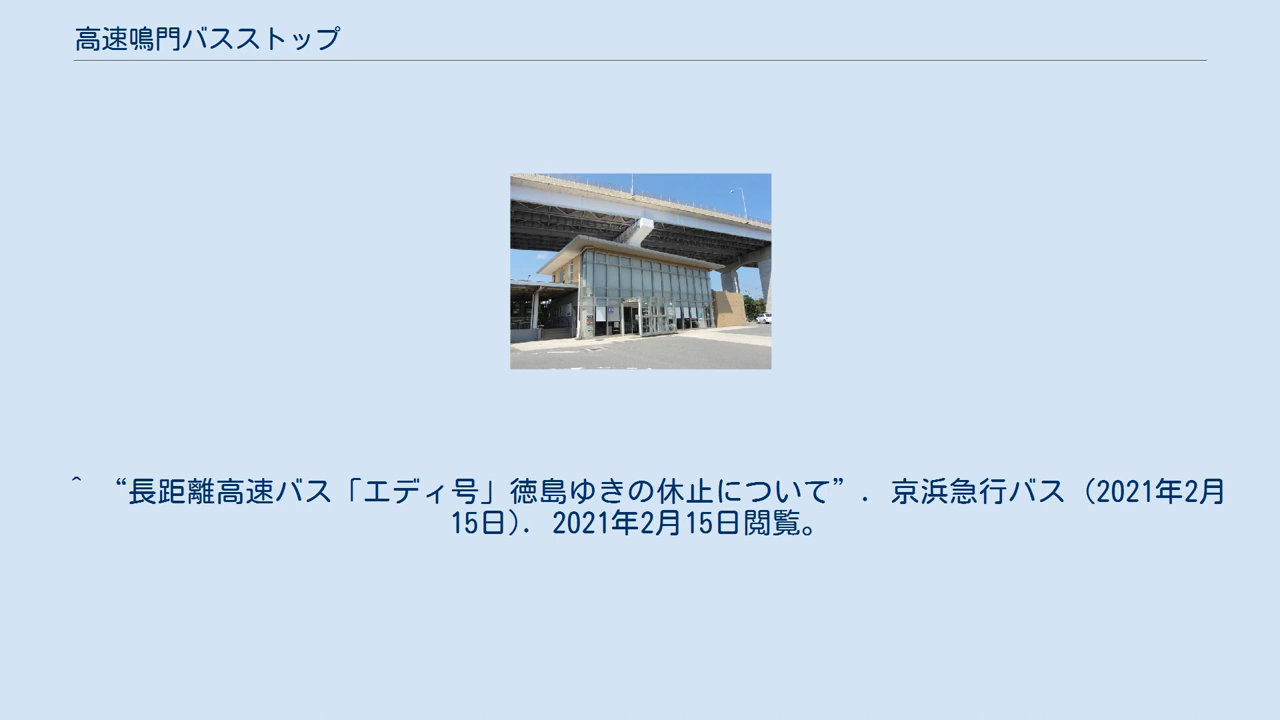 高速鳴門バスストップ
^ “長距離高速バス「エディ号」徳島ゆきの休止について”. 京浜急行バス (2021年2月
15日). 2021年2月15日閲覧。